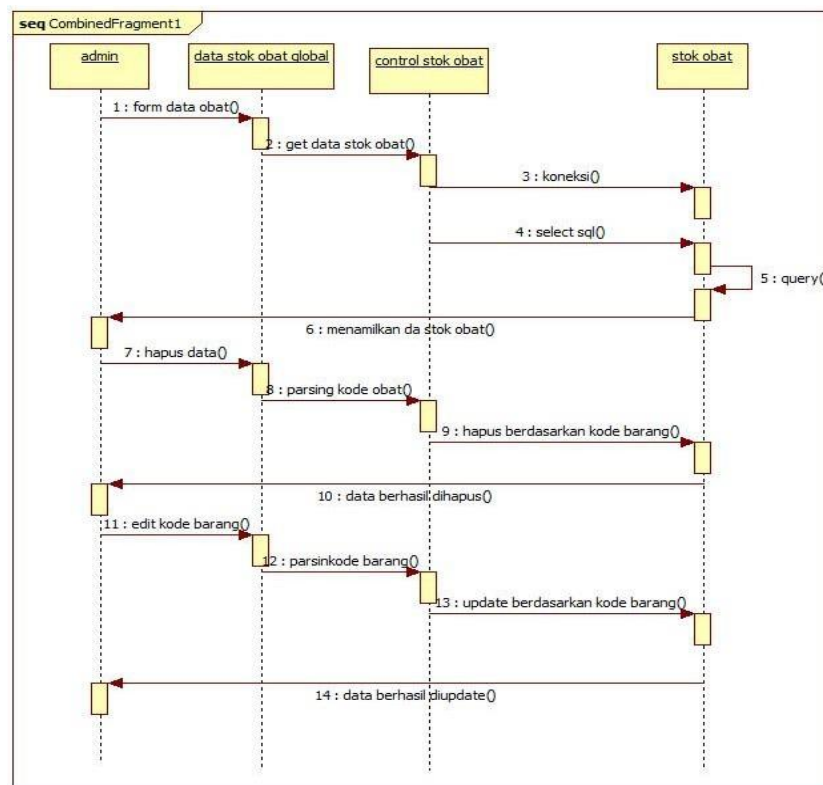 seq CombinedFragment1
admin
data stok obat global
control stok obat
stok obat
1 : form data obat()
2 : get data stok obat()
3 : koneksi()
4 : select sql()
5 : query()
6 : menamilkan da stok obat()
7 : hapus data()
8 : parsing kode obat()
9 : hapus berdasarkan kode barang()
10 : data berhasil dihapus()
11 : edit kode barang()
12 : parsinkode barang()
13 : update berdasarkan kode barang()
14 : data berhasil diupdate()